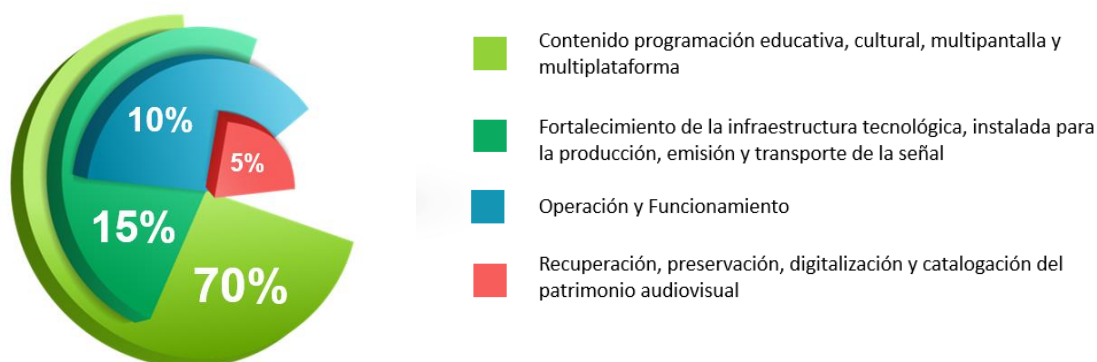 10%
5%
15%
70%
Contenido programación educativa, cultural, multipantalla y
multiplataforma
Fortalecimiento de la infraestructura tecnológica, instalada para
la producción, emisión y transporte de la señal
Operación y Funcionamiento
Recuperación, preservación, digitalización y catalogación del
patrimonio audiovisual